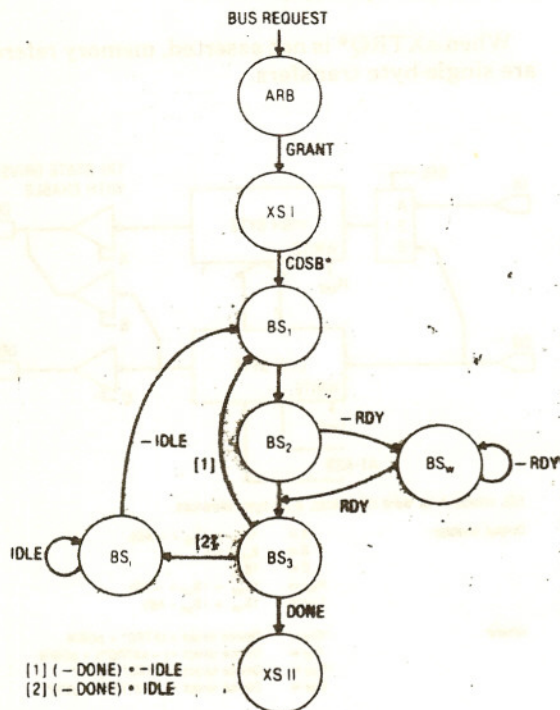 BUS REQUEST
ARB
GRANT
XS I
CDSB*
BS₁
-IDLE
[1]
BS₂
-RDY
BSw
-RDY
RDY
IDLE
BSᵢ
[2]
BS₃
DONE
XS II
[1] (-DONE) • -IDLE
[2] (-DONE) • IDLE